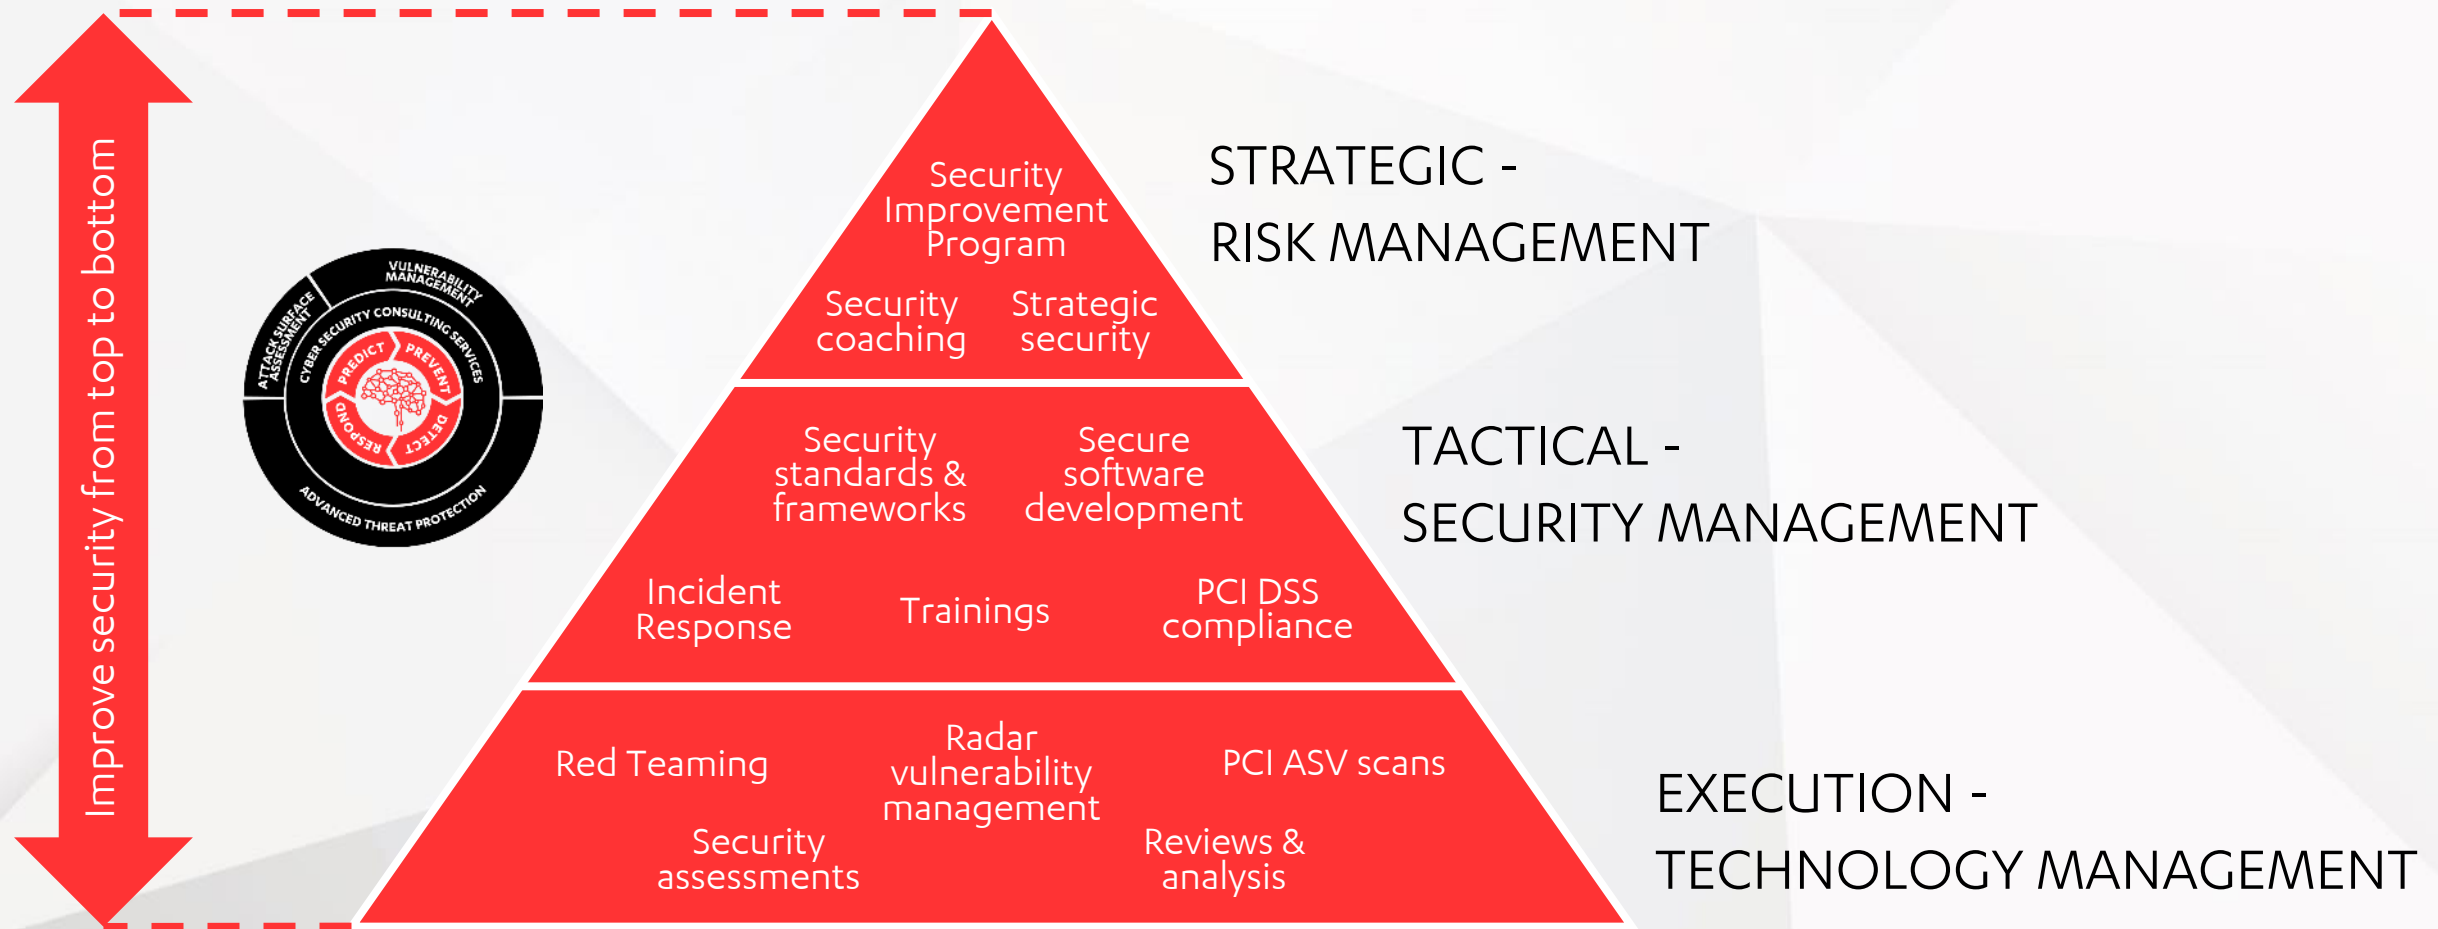 Improve security from top to bottom
VULNERABILITY
MANAGEMENT
ATTACK SURFACE
ASSESSMENT
CYBER SECURITY CONSULTING SERVICES
PREDICT
PREVENT
DETECT
RESPOND
ADVANCED THREAT PROTECTION
Security
Improvement
Program
Security
coaching
Strategic
security
STRATEGIC -
RISK MANAGEMENT
Security
standards &
frameworks
Secure
software
development
Incident
Response
Trainings
PCI DSS
compliance
TACTICAL -
SECURITY MANAGEMENT
Red Teaming
Radar
vulnerability
management
PCI ASV scans
Security
assessments
Reviews &
analysis
EXECUTION -
TECHNOLOGY MANAGEMENT